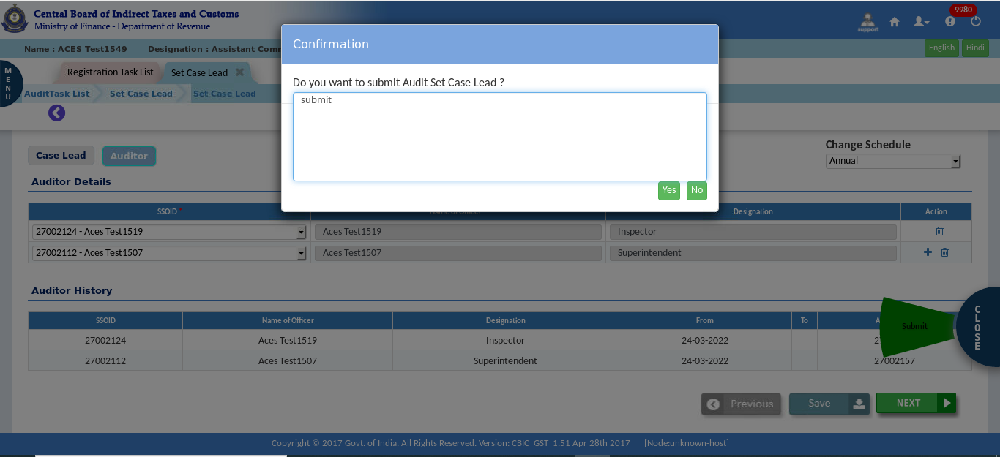 Central Board of Indirect Taxes and Customs
Ministry of Finance - Department of Revenue
support
9980
Name : ACES Test1549 Designation : Assistant
English Hindi
MENU
Registration Task List Set Case Lead
AuditTask List Set Case Lead Set Case Lead
Confirmation
Do you want to submit Audit Set Case Lead ?
submit
Yes No
Case Lead Auditor
Change Schedule
Annual
Auditor Details
SSOID * Name of Officer Designation Action
27002124 - Aces Test1519 Aces Test1519 Inspector
27002112 - Aces Test1507 Aces Test1507 Superintendent
Auditor History
SSOID Name of Officer Designation From To
27002124 Aces Test1519 Inspector 24-03-2022
27002112 Aces Test1507 Superintendent 24-03-2022 27002157
Submit
CLOSE
Previous Save NEXT
Copyright © 2017 Govt. of India. All Rights Reserved. Version: CBIC_GST_1.51 Apr 28th 2017 [Node:unknown-host]